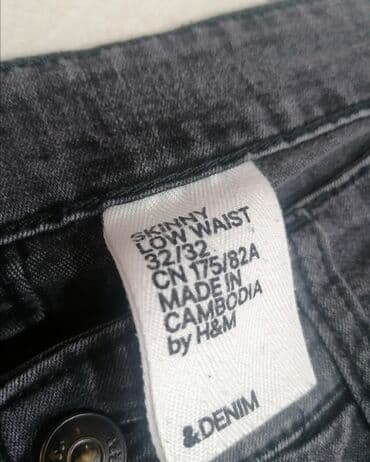 SKINNY
LOW WAIST
32/32
CN 175/82A
MADE IN
CAMBODIA
by H&M
&DENIM